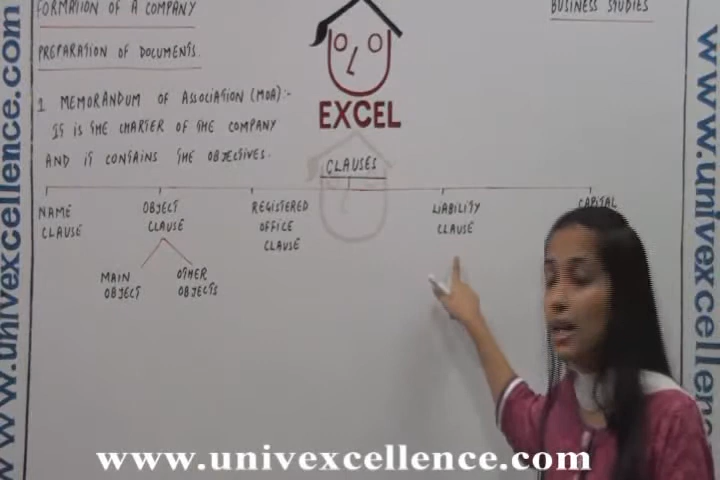 FORMATION OF A COMPANY
BUSINESS STUDIES
PREPARATION OF DOCUMENTS.
EXCEL
1 MEMORANDUM OF ASSOCIATION (MOA):-
IT IS THE CHARTER OF THE COMPANY
AND IT CONTAINS THE OBJECTIVES.
CLAUSES
NAME
CLAUSE
OBJECT
CLAUSE
MAIN
OBJECT
OTHER
OBJECTS
REGISTERED
OFFICE
CLAUSE
LIABILITY
CLAUSE
CAPITAL
www.univexcellence.com
www.univexcellence.com
www.univexcellence.com